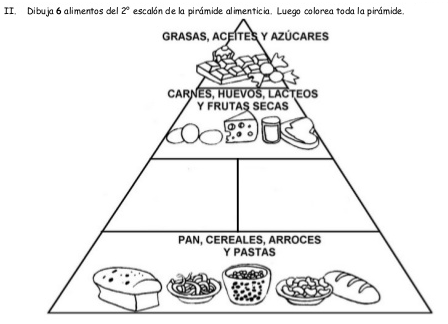 II. Dibuja 6 alimentos del 2° escalón de la pirámide alimenticia. Luego colorea toda la pirámide.
GRASAS, ACEITES Y AZÚCARES
CARNES, HUEVOS, LÁCTEOS
Y FRUTAS SECAS
PAN, CEREALES, ARROCES
Y PASTAS